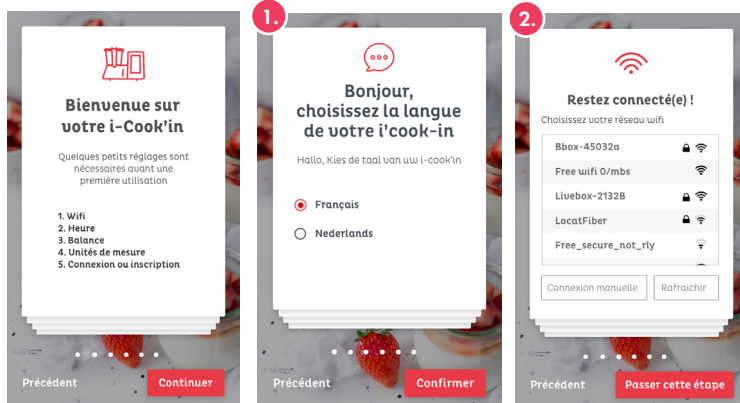 Bienvenue sur
votre i-Cook'in
Quelques petits réglages sont
nécessaires avant une
première utilisation
1. Wifi
2. Heure
3. Balance
4. Unités de mesure
5. Connexion ou inscription
Précédent
Continuer
1.
Bonjour,
choisissez la langue
de votre i'cook-in
Hallo, Kies de taal van uw i-cook'in
Français
Nederlands
Précédent
Confirmer
2.
Restez connecté(e) !
Choisissez votre réseau wifi
Bbox-45032a
Free wifi 0/mbs
Livebox-2132B
LocatFiber
Free_secure_not_rly
Connexion manuelle
Rafraichir
Précédent
Passer cette étape